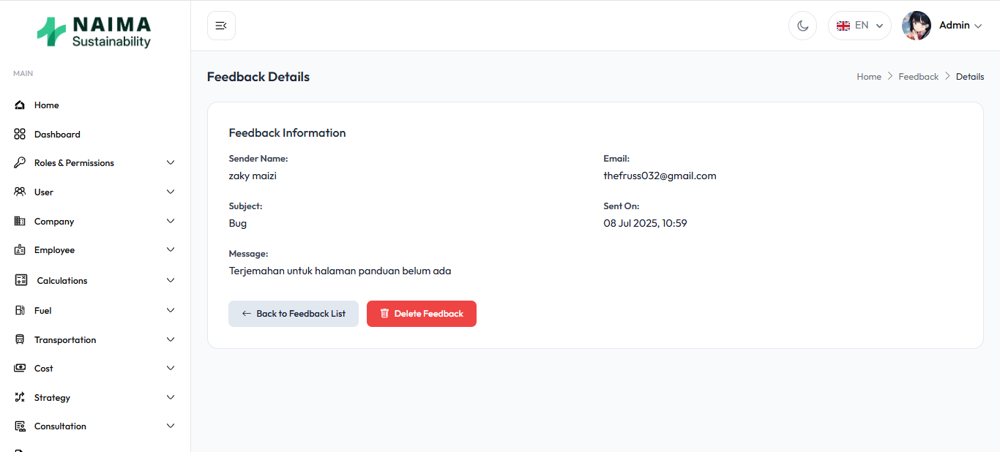 NAIMA
Sustainability
EN
Admin
MAIN
Home
Dashboard
Roles & Permissions
User
Company
Employee
Calculations
Fuel
Transportation
Cost
Strategy
Consultation
Feedback Details
Home > Feedback > Details
Feedback Information
Sender Name:
zaky maizi
Email:
thefruss032@gmail.com
Subject:
Bug
Sent On:
08 Jul 2025, 10:59
Message:
Terjemahan untuk halaman panduan belum ada
← Back to Feedback List
Delete Feedback